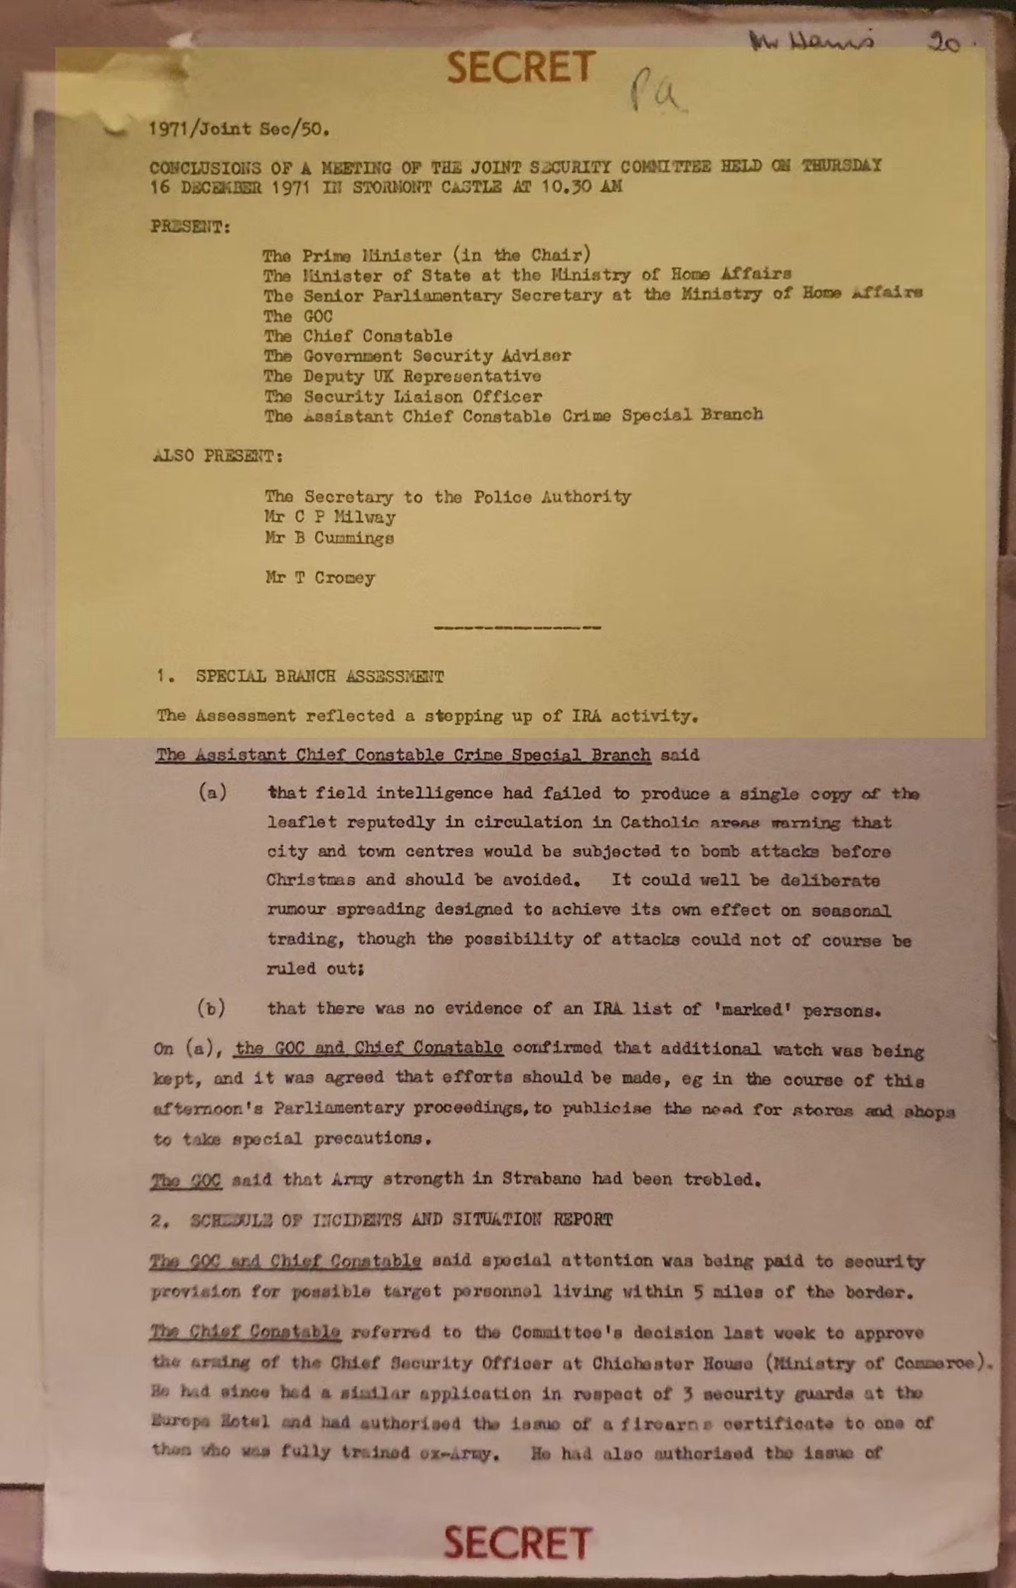 Mr Harris 20.
SECRET
Pa
1971/Joint Sec/50.
CONCLUSIONS OF A MEETING OF THE JOINT SECURITY COMMITTEE HELD ON THURSDAY
16 DECEMBER 1971 IN STORMONT CASTLE AT 10.30 AM
PRESENT:
The Prime Minister (in the Chair)
The Minister of State at the Ministry of Home Affairs
The Senior Parliamentary Secretary at the Ministry of Home Affairs
The GOC
The Chief Constable
The Government Security Adviser
The Deputy UK Representative
The Security Liaison Officer
The Assistant Chief Constable Crime Special Branch
ALSO PRESENT:
The Secretary to the Police Authority
Mr C P Milway
Mr B Cummings
Mr T Cromey
1. SPECIAL BRANCH ASSESSMENT
The Assessment reflected a stepping up of IRA activity.
The Assistant Chief Constable Crime Special Branch said
(a) that field intelligence had failed to produce a single copy of the
leaflet reputedly in circulation in Catholic areas warning that
city and town centres would be subjected to bomb attacks before
Christmas and should be avoided. It could well be deliberate
rumour spreading designed to achieve its own effect on seasonal
trading, though the possibility of attacks could not of course be
ruled out;
(b) that there was no evidence of an IRA list of 'marked' persons.
On (a), the GOC and Chief Constable confirmed that additional watch was being
kept, and it was agreed that efforts should be made, eg in the course of this
afternoon's Parliamentary proceedings, to publicise the need for stores and shops
to take special precautions.
The GOC said that Army strength in Strabane had been trebled.
2. SCHEDULE OF INCIDENTS AND SITUATION REPORT
The GOC and Chief Constable said special attention was being paid to security
provision for possible target personnel living within 5 miles of the border.
The Chief Constable referred to the Committee's decision last week to approve
the arming of the Chief Security Officer at Chichester House (Ministry of Commerce).
He had since had a similar application in respect of 3 security guards at the
Europa Hotel and had authorised the issue of a firearms certificate to one of
them who was fully trained ex-Army. He had also authorised the issue of
SECRET